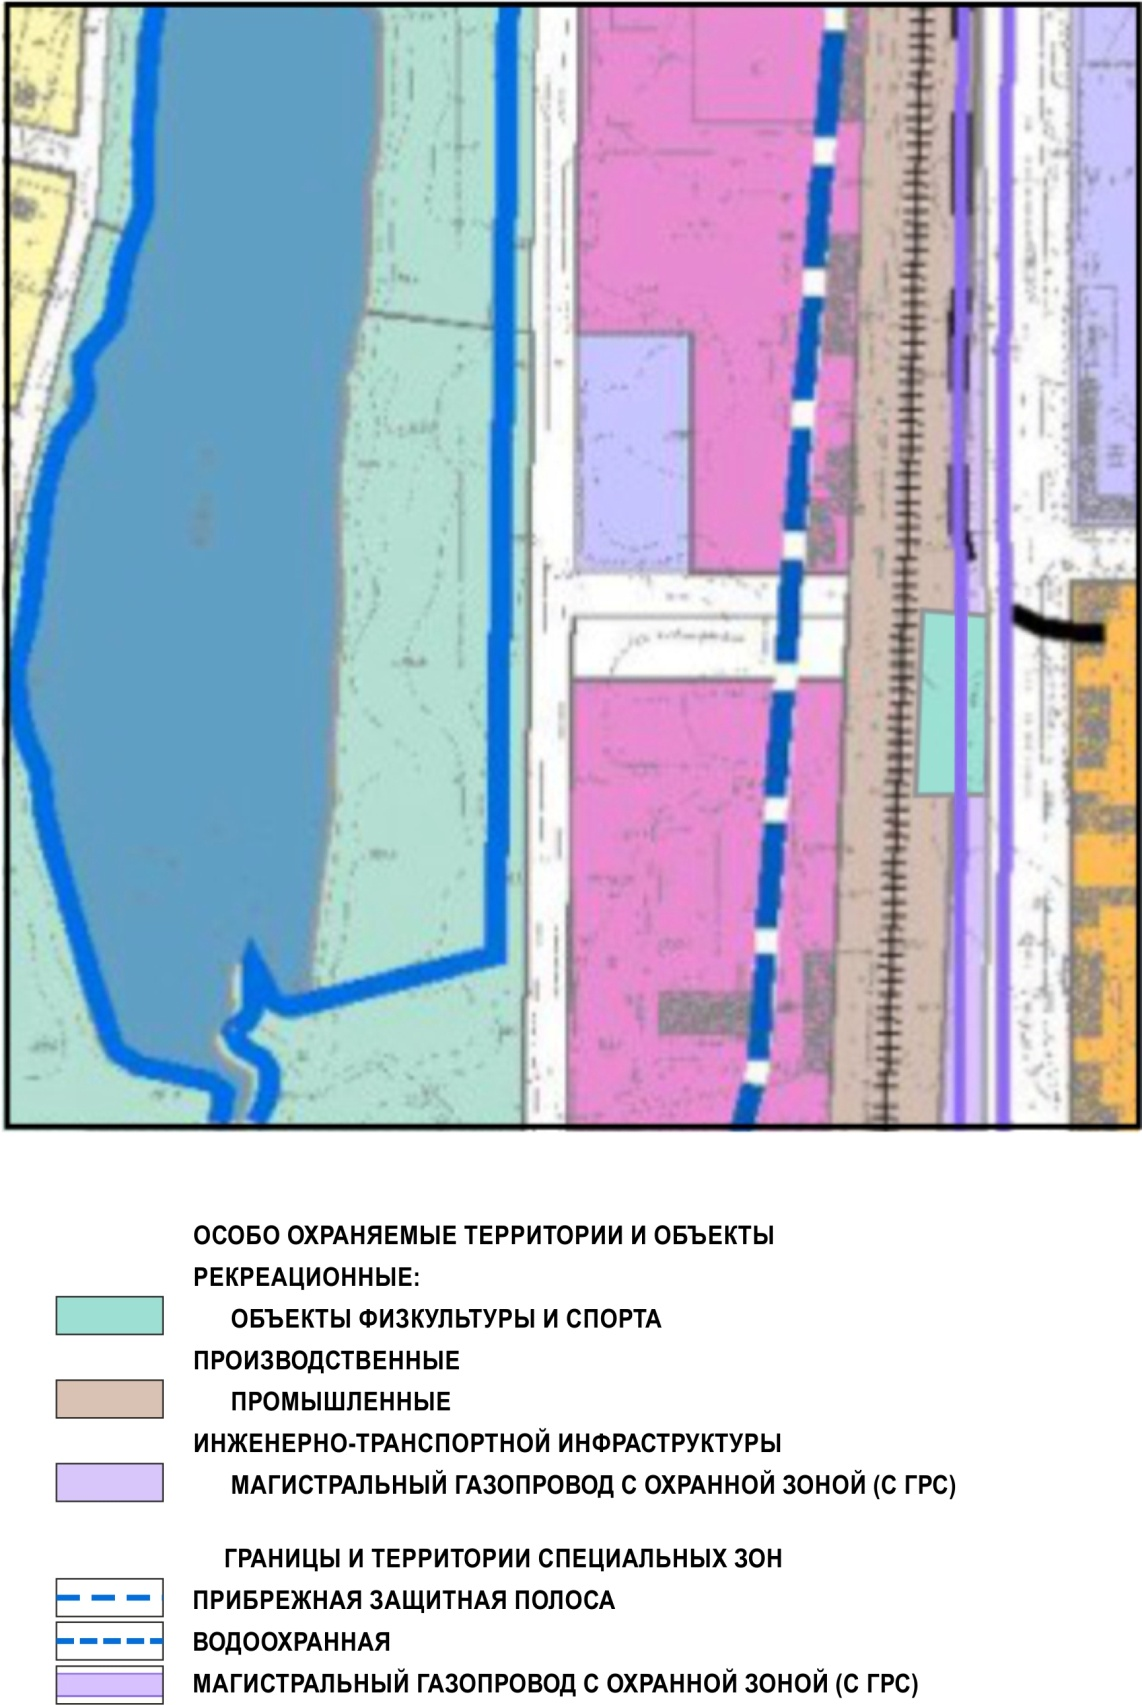 ОСОБО ОХРАНЯЕМЫЕ ТЕРРИТОРИИ И ОБЪЕКТЫ
РЕКРЕАЦИОННЫЕ:
ОБЪЕКТЫ ФИЗКУЛЬТУРЫ И СПОРТА
ПРОИЗВОДСТВЕННЫЕ
ПРОМЫШЛЕННЫЕ
ИНЖЕНЕРНО-ТРАНСПОРТНОЙ ИНФРАСТРУКТУРЫ
МАГИСТРАЛЬНЫЙ ГАЗОПРОВОД С ОХРАННОЙ ЗОНОЙ (С ГРС)
ГРАНИЦЫ И ТЕРРИТОРИИ СПЕЦИАЛЬНЫХ ЗОН
ПРИБРЕЖНАЯ ЗАЩИТНАЯ ПОЛОСА
ВОДООХРАННАЯ
МАГИСТРАЛЬНЫЙ ГАЗОПРОВОД С ОХРАННОЙ ЗОНОЙ (С ГРС)